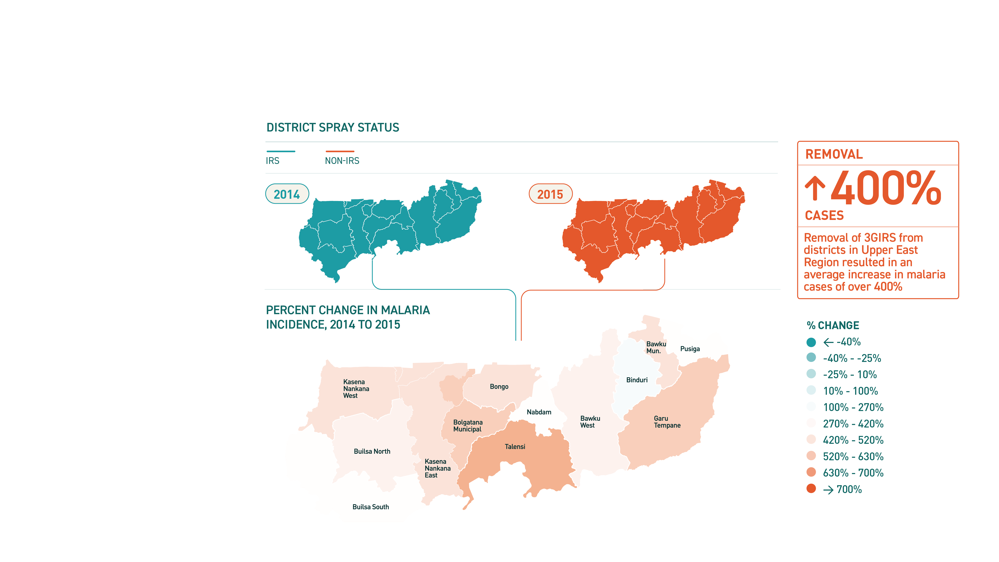 DISTRICT SPRAY STATUS
IRS
NON-IRS
2014
2015
REMOVAL
↑400%
CASES
Removal of 3GIRS from
districts in Upper East
Region resulted in an
average increase in malaria
cases of over 400%
PERCENT CHANGE IN MALARIA
INCIDENCE, 2014 TO 2015
Kasena
Nankana
West
Builsa North
Builsa South
Kasena
Nankana
East
Bolgatana
Municipal
Bongo
Nabdam
Talensi
Bawku
West
Binduri
Bawku
Mun.
Pusiga
Garu
Tempane
% CHANGE
← -40%
-40% - -25%
-25% - 10%
10% - 100%
100% - 270%
270% - 420%
420% - 520%
520% - 630%
630% - 700%
→ 700%